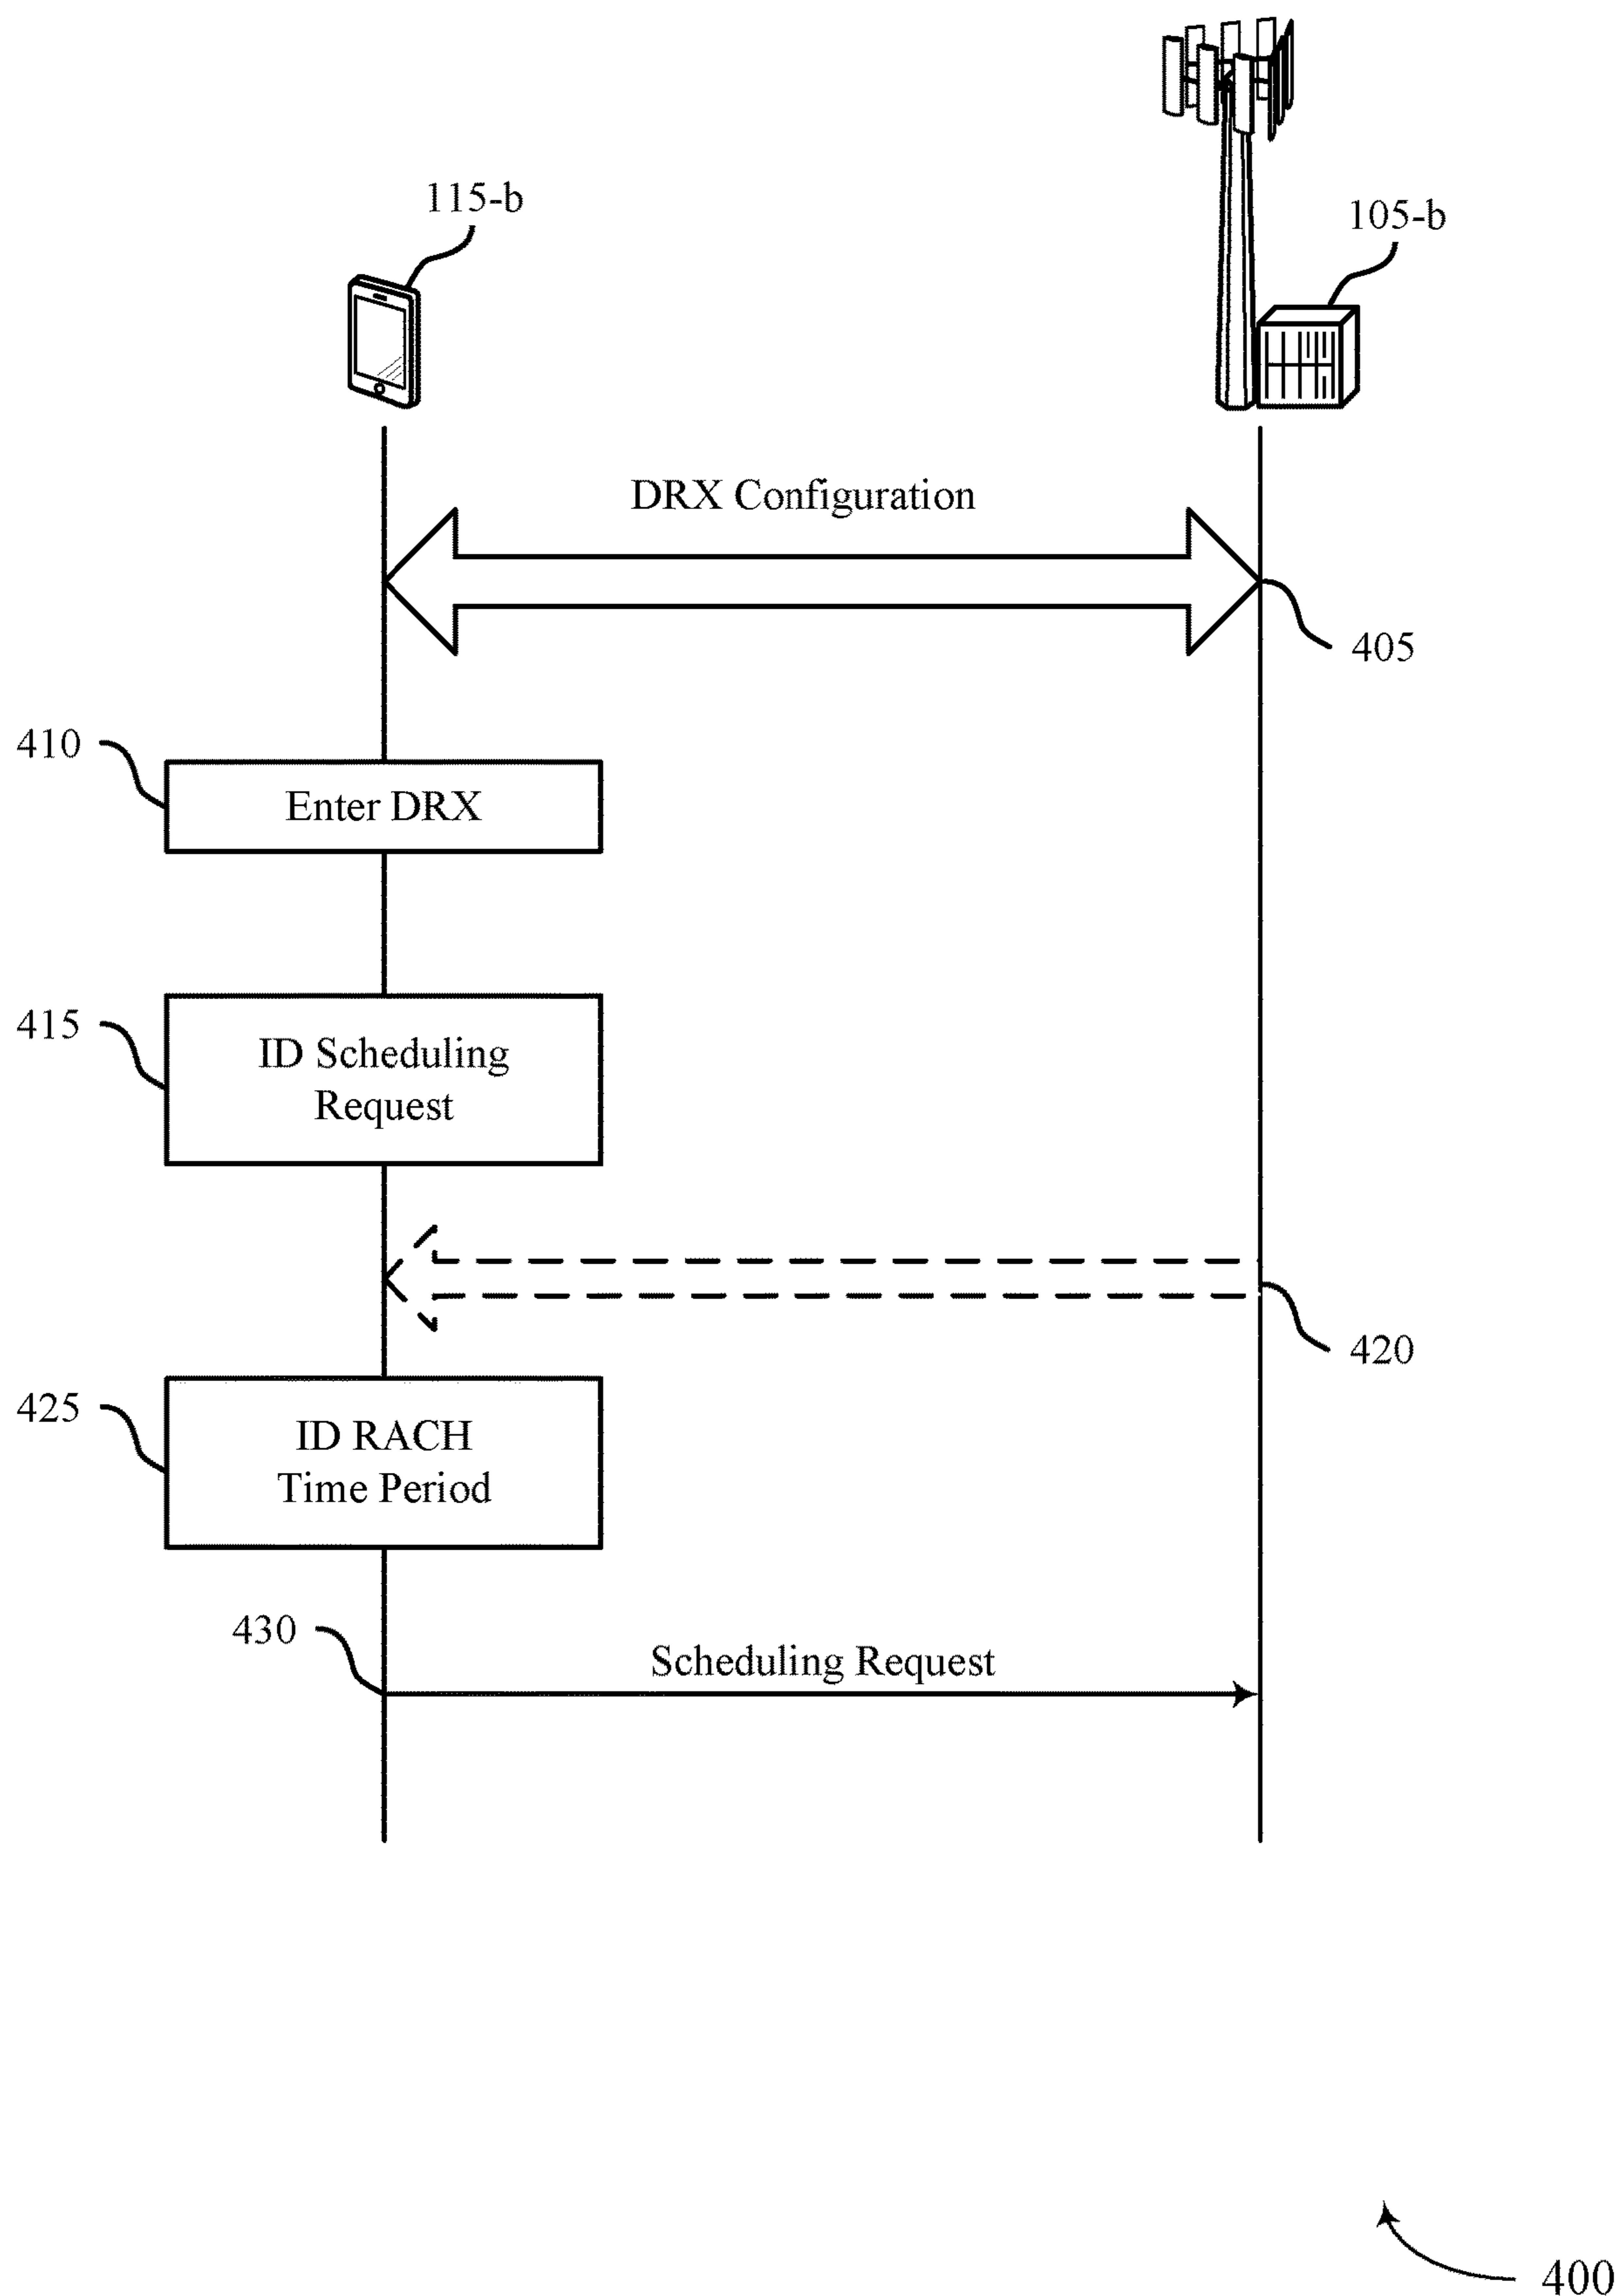 115-b
105-b
DRX Configuration
405
410
Enter DRX
415
ID Scheduling
Request
420
425
ID RACH
Time Period
430
Scheduling Request
400